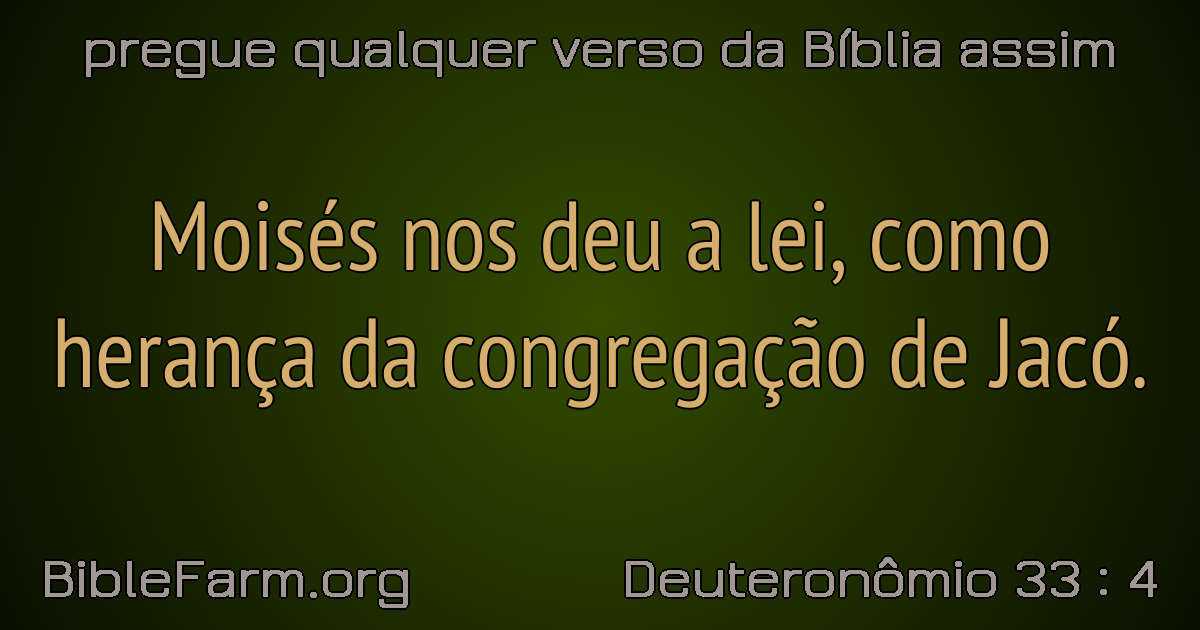 pregue qualquer verso da Bíblia assim
Moisés nos deu a lei, como
herança da congregação de Jacó.
BibleFarm.org
Deuteronômio 33 : 4